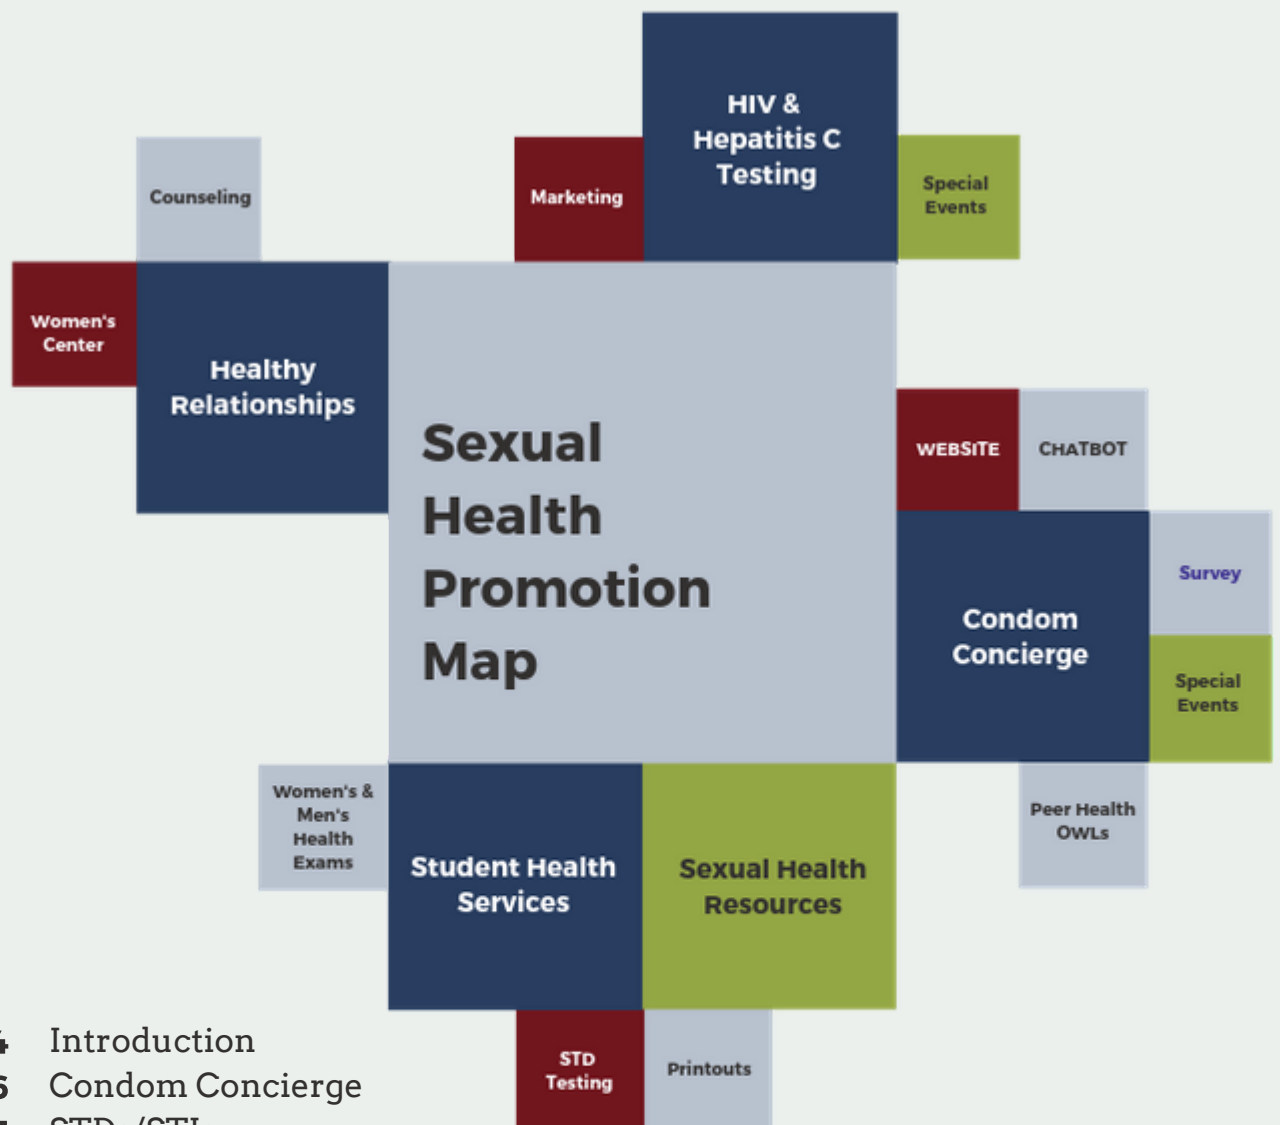 HIV &
Hepatitis C
Testing
Marketing
Special
Events
Counseling
Women's
Center
Healthy
Relationships
Sexual
Health
Promotion
Map
WEBSiTE
CHATBOT
Condom
Concierge
Survey
Special
Events
Peer Health
OWLs
Women's &
Men's
Health
Exams
Student Health
Services
Sexual Health
Resources
STD
Testing
Printouts
4 Introduction
6 Condom Concierge